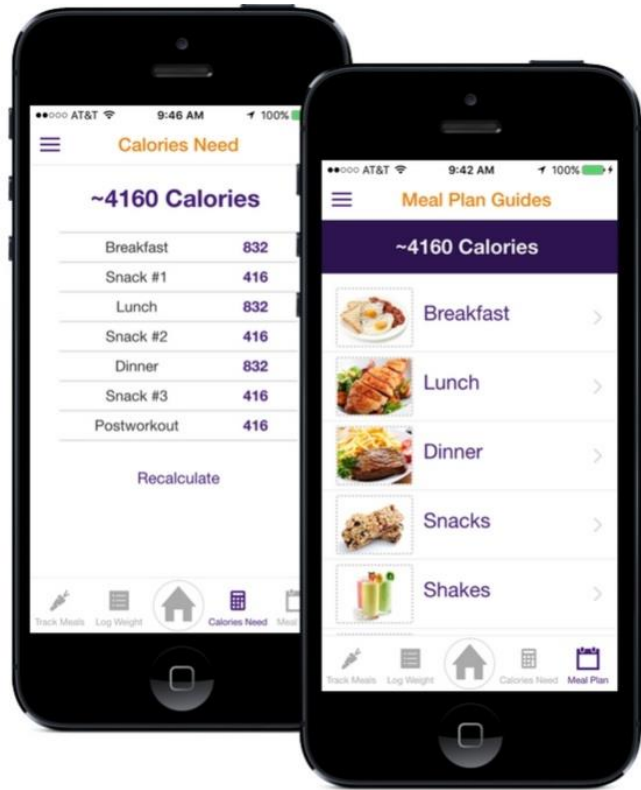 AT&T 9:46 AM 100%
Calories Need
~4160 Calories
Breakfast 832
Snack #1 416
Lunch 832
Snack #2 416
Dinner 832
Snack #3 416
Postworkout 416
Recalculate
Track Meals Log Weight Calories Need Meal
AT&T 9:42 AM 100%
Meal Plan Guides
~4160 Calories
Breakfast
Lunch
Dinner
Snacks
Shakes
Track Meals Log Weight Calories Need Meal Plan